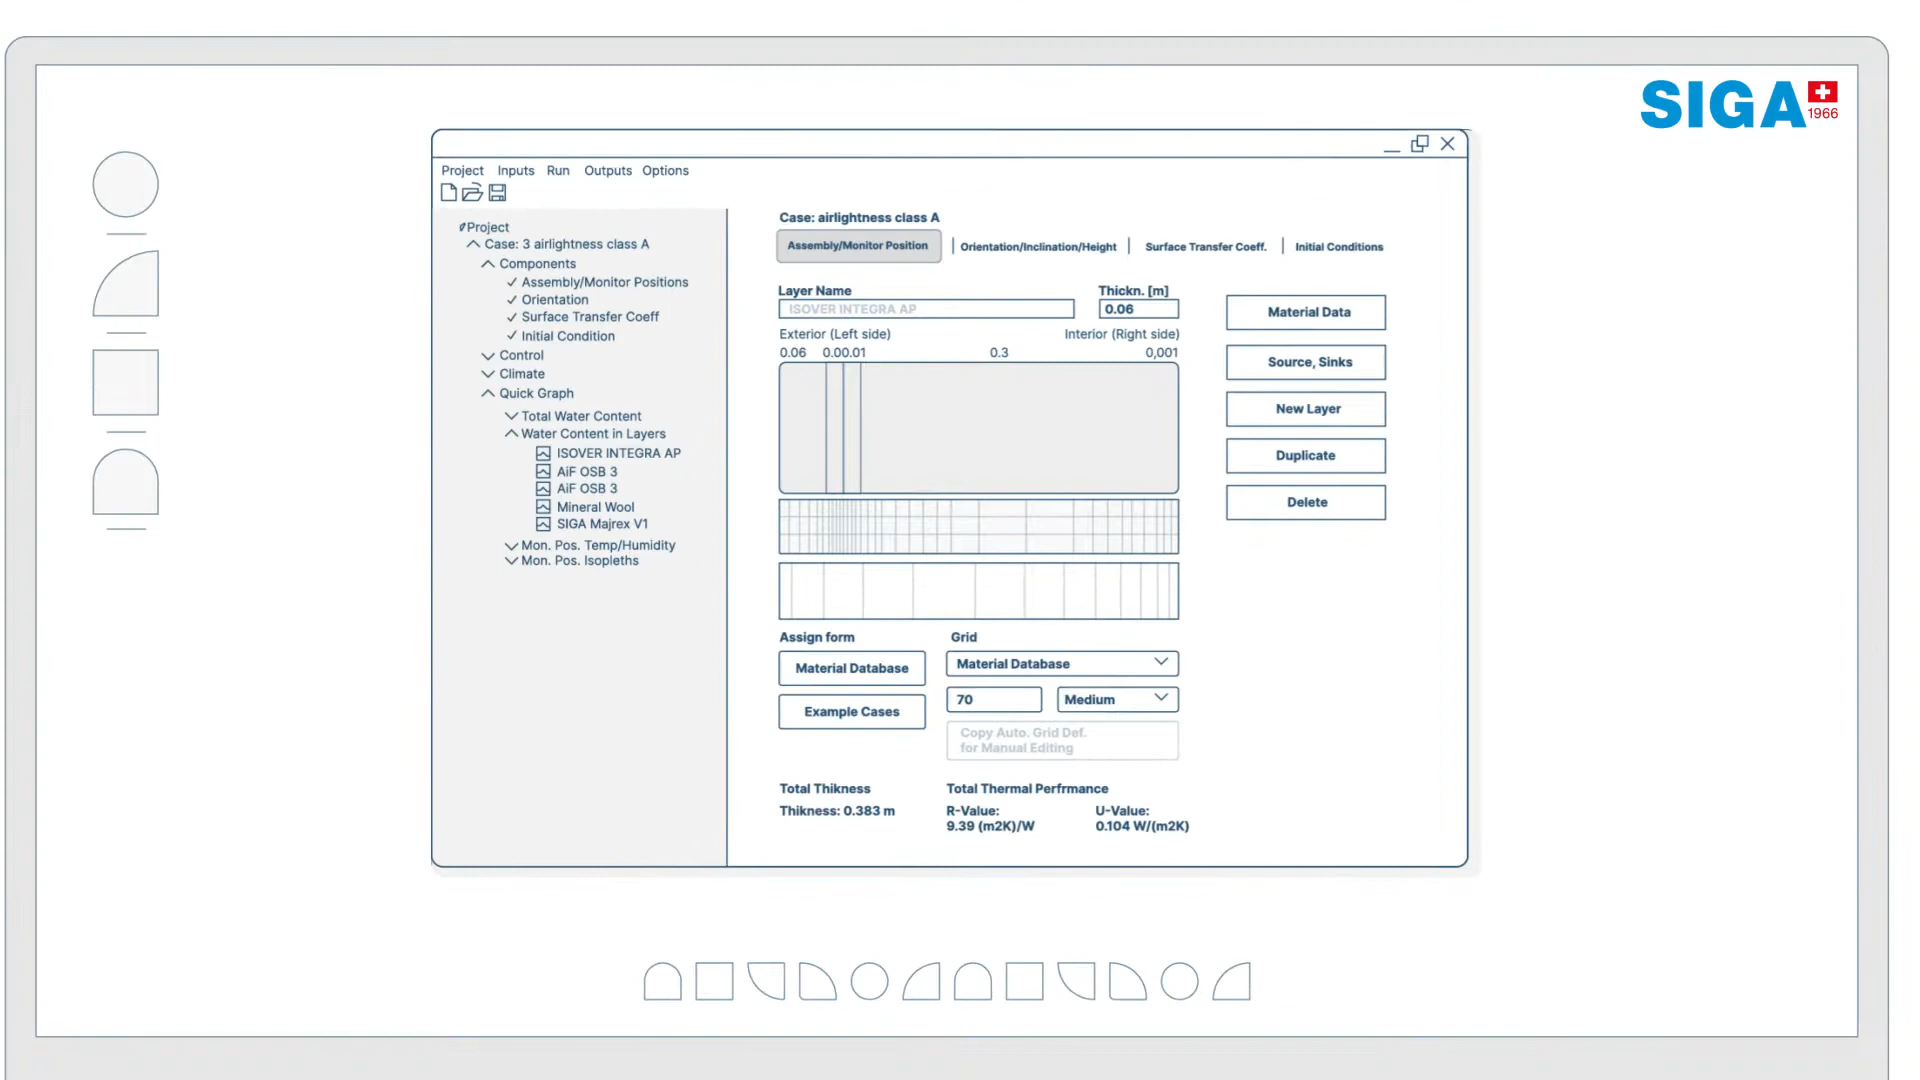 SIGA
1966
Project Inputs Run Outputs Options
Project
Case: 3 airlightness class A
Components
Assembly/Monitor Positions
Orientation
Surface Transfer Coeff
Initial Condition
Control
Climate
Quick Graph
Total Water Content
Water Content in Layers
ISOVER INTEGRA AP
AiF OSB 3
AiF OSB 3
Mineral Wool
SIGA Majrex V1
Mon. Pos. Temp/Humidity
Mon. Pos. Isopleths
Case: airlightness class A
Assembly/Monitor Position | Orientation/Inclination/Height | Surface Transfer Coeff. | Initial Conditions
Layer Name Thickn. [m]
ISOVER INTEGRA AP 0.06
Exterior (Left side) Interior (Right side)
0.06 0.00.01 0.3 0,001
Material Data
Source, Sinks
New Layer
Duplicate
Delete
Assign form Grid
Material Database Material Database
70 Medium
Example Cases
Copy Auto. Grid Def.
for Manual Editing
Total Thikness Total Thermal Perfrmance
Thikness: 0.383 m R-Value: U-Value:
9.39 (m2K)/W 0.104 W/(m2K)